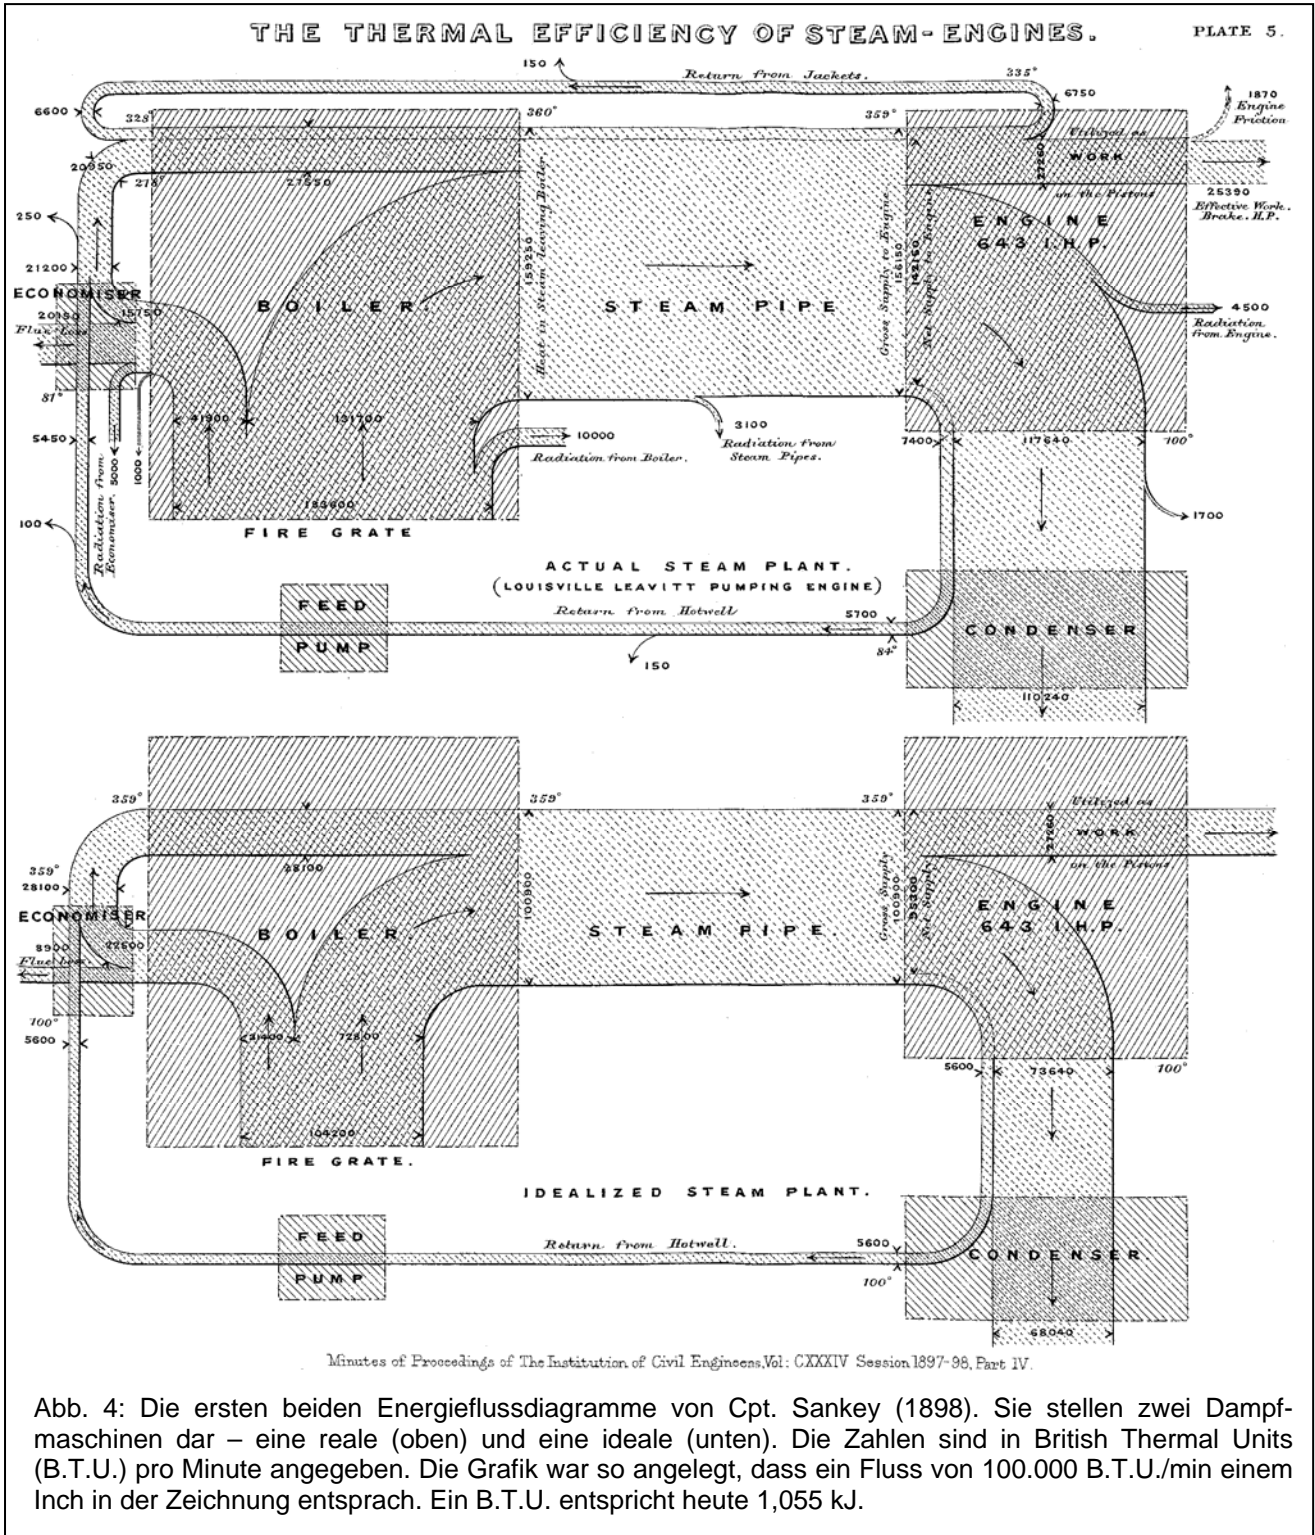 THE THERMAL EFFICIENCY OF STEAM-ENGINES.
PLATE 5.
150
Return from Jackets.
335°
6600
328°
360°
359°
6750
1870
Engine
Friction
Utilized as
WORK
on the Pistons
27260
20950
278°
27550
25390
Effective Work.
Brake. H.P.
250
21200
ECONOMISER
20150
15750
Flue Loss
81°
5450
BOILER.
Heat in Steam leaving Boiler
159250
STEAM PIPE
Gross Supply to Engine
156150
142150
Net Supply to Engine
ENGINE
643 I.H.P.
4500
Radiation
from Engine.
41900
131700
10000
Radiation from Boiler.
3100
Radiation from
Steam Pipes.
7400
117640
700°
Radiation from
Economiser.
5000
1000
183600
1700
100
FIRE GRATE
ACTUAL STEAM PLANT.
(LOUISVILLE LEAVITT PUMPING ENGINE)
FEED
PUMP
Return from Hotwell
5700
84°
150
CONDENSER
110240
359°
359°
359°
Utilized as
WORK
on the Pistons
27260
28100
359°
28100
ECONOMISER
8900
22500
Flue Loss.
100°
5600
BOILER.
100900
STEAM PIPE.
Gross Supply
100900
95300
Net Supply
ENGINE
643 I.H.P.
31400
72800
5600
73640
100°
104200
FIRE GRATE.
IDEALIZED STEAM PLANT.
FEED
PUMP
Return from Hotwell.
5600
100°
CONDENSER.
68040
Minutes of Proceedings of The Institution of Civil Engineers, Vol: CXXXIV Session 1897-98, Part IV.
Abb. 4: Die ersten beiden Energieflussdiagramme von Cpt. Sankey (1898). Sie stellen zwei Dampf-
maschinen dar – eine reale (oben) und eine ideale (unten). Die Zahlen sind in British Thermal Units
(B.T.U.) pro Minute angegeben. Die Grafik war so angelegt, dass ein Fluss von 100.000 B.T.U./min einem
Inch in der Zeichnung entsprach. Ein B.T.U. entspricht heute 1,055 kJ.